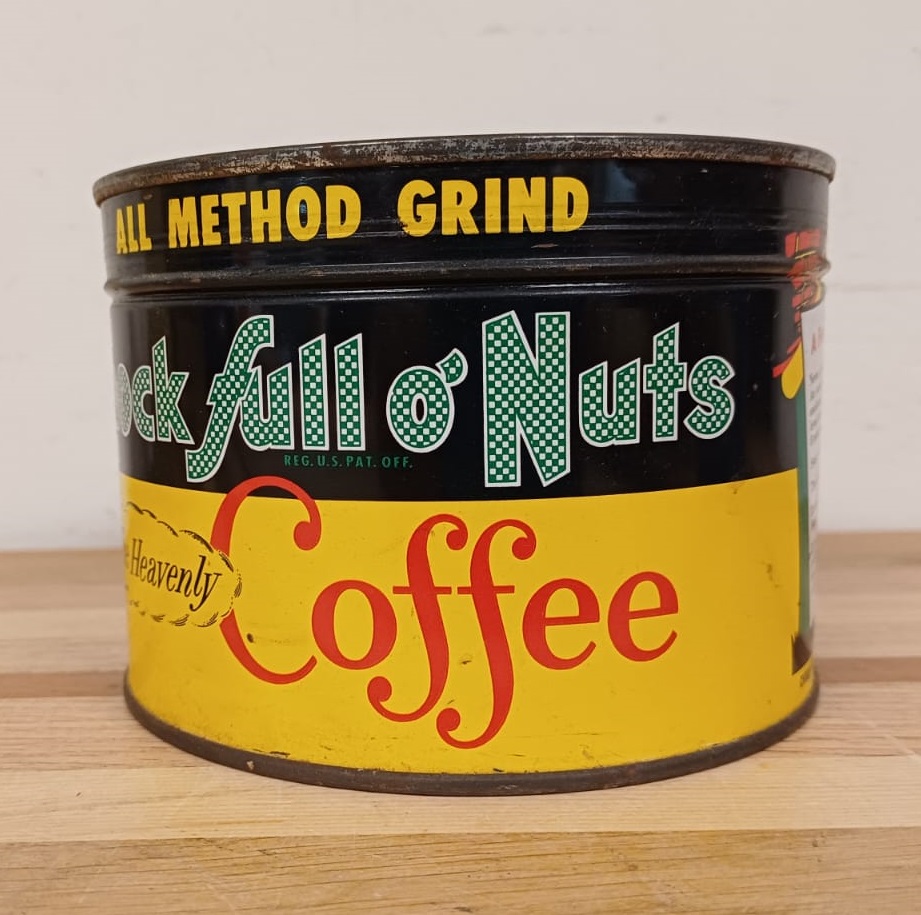 ALL METHOD GRIND
ock full o' Nuts
REG. U.S. PAT. OFF.
Heavenly
Coffee